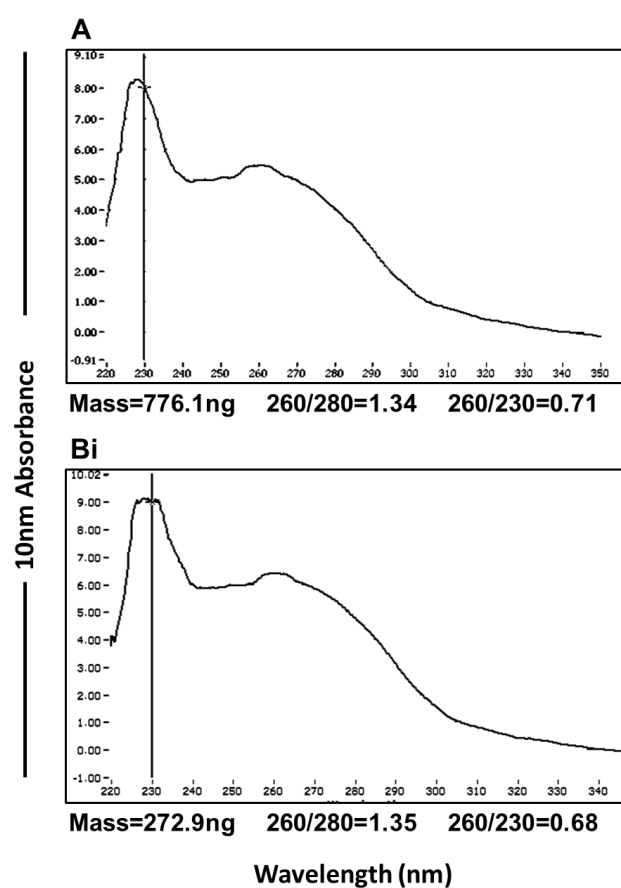 A
9.10
8.00
7.00
6.00
5.00
4.00
3.00
2.00
1.00
0.00
-0.91
220 230 240 250 260 270 280 290 300 310 320 330 340 350
Mass=776.1ng 260/280=1.34 260/230=0.71
Bi
10.02
9.00
8.00
7.00
6.00
5.00
4.00
3.00
2.00
1.00
0.00
-1.00
220 230 240 250 260 270 280 290 300 310 320 330 340
Mass=272.9ng 260/280=1.35 260/230=0.68
10nm Absorbance
Wavelength (nm)